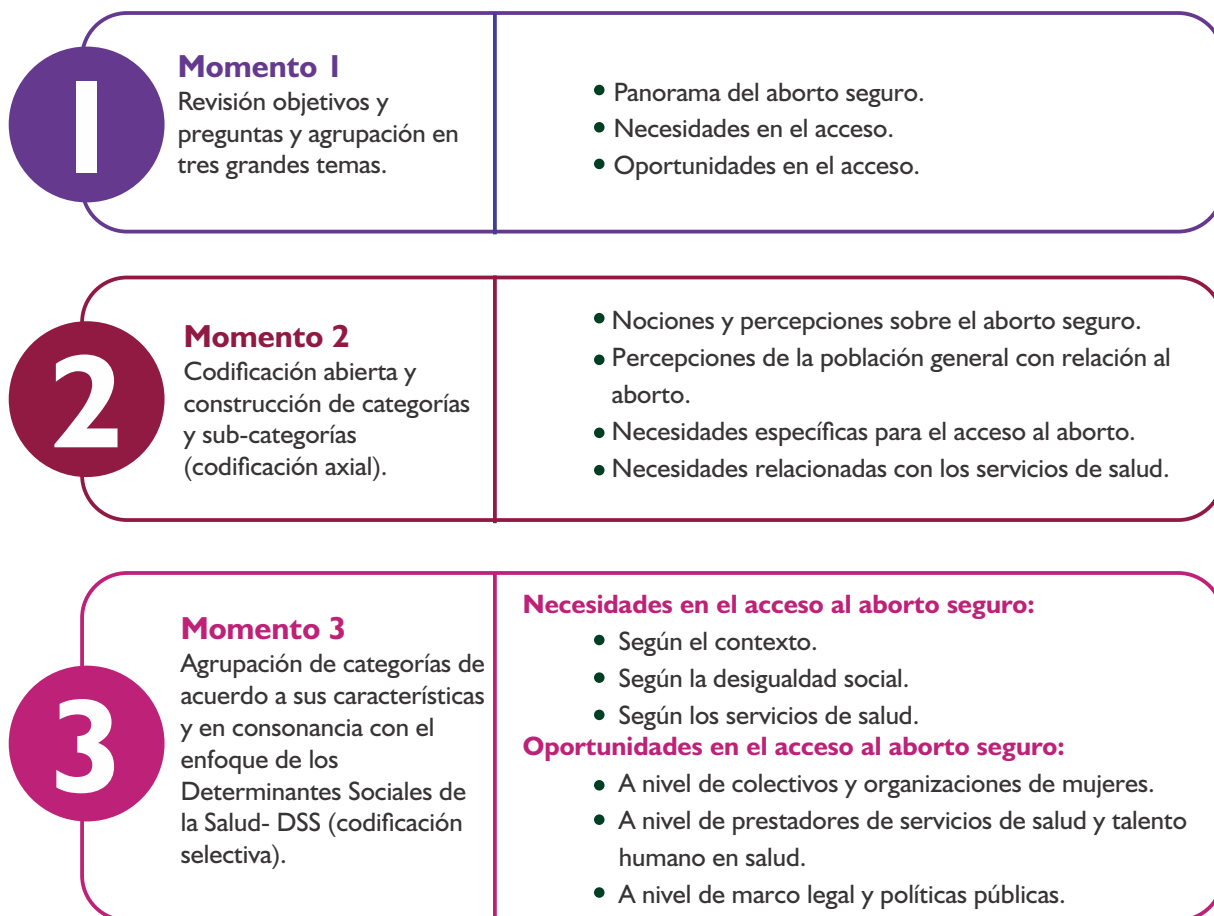 1
Momento 1
Revisión objetivos y
preguntas y agrupación en
tres grandes temas.
• Panorama del aborto seguro.
• Necesidades en el acceso.
• Oportunidades en el acceso.
2
Momento 2
Codificación abierta y
construcción de categorías
y sub-categorías
(codificación axial).
• Nociones y percepciones sobre el aborto seguro.
• Percepciones de la población general con relación al
aborto.
• Necesidades específicas para el acceso al aborto.
• Necesidades relacionadas con los servicios de salud.
3
Momento 3
Agrupación de categorías de
acuerdo a sus características
y en consonancia con el
enfoque de los
Determinantes Sociales de
la Salud- DSS (codificación
selectiva).
Necesidades en el acceso al aborto seguro:
• Según el contexto.
• Según la desigualdad social.
• Según los servicios de salud.
Oportunidades en el acceso al aborto seguro:
• A nivel de colectivos y organizaciones de mujeres.
• A nivel de prestadores de servicios de salud y talento
humano en salud.
• A nivel de marco legal y políticas públicas.